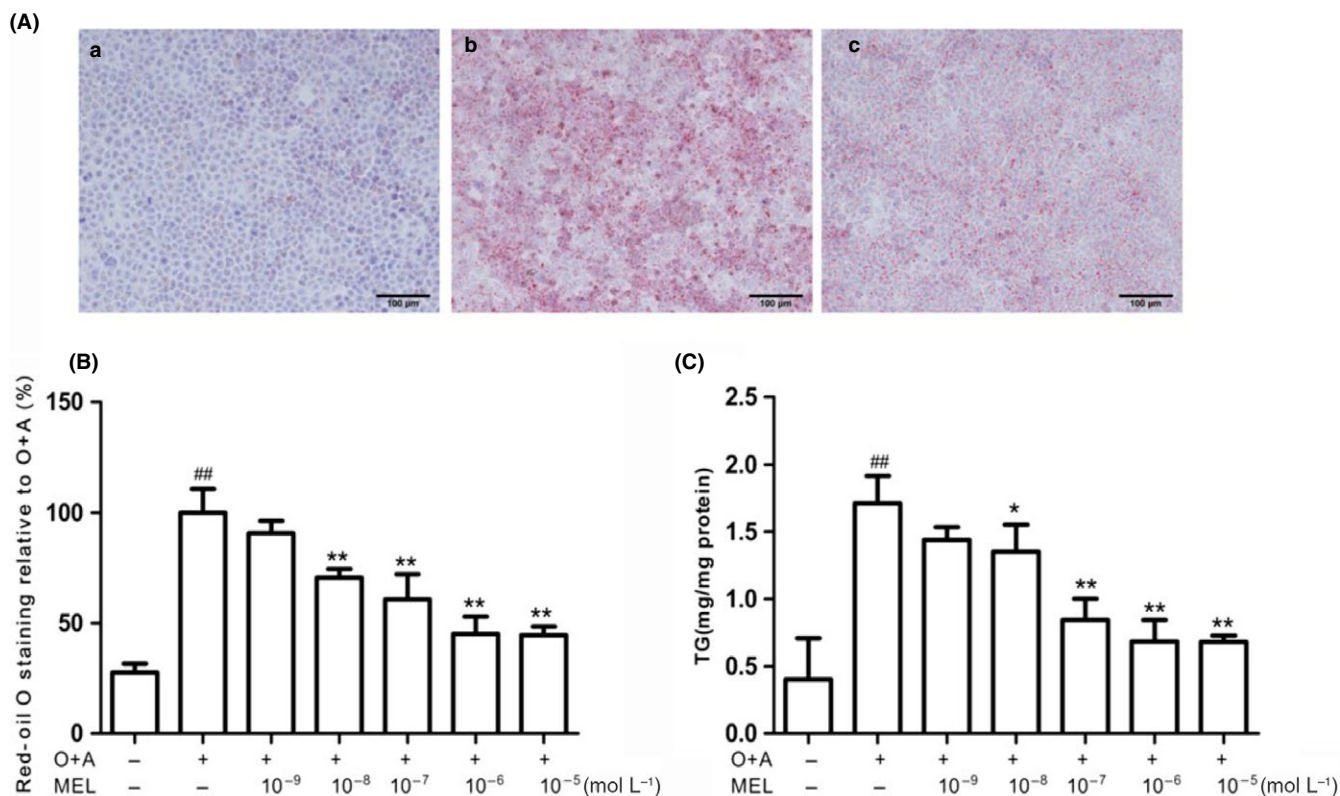 (A)
a
b
c
100 µm
100 µm
100 µm
(B)
Red-oil O staining relative to O+A (%)
150
100
50
0
##
**
**
**
**
O+A – + + + + + +
MEL – – 10⁻⁹ 10⁻⁸ 10⁻⁷ 10⁻⁶ 10⁻⁵ (mol L⁻¹)
(C)
TG(mg/mg protein)
2.5
2.0
1.5
1.0
0.5
0.0
##
*
**
**
**
O+A – + + + + + +
MEL – – 10⁻⁹ 10⁻⁸ 10⁻⁷ 10⁻⁶ 10⁻⁵ (mol L⁻¹)